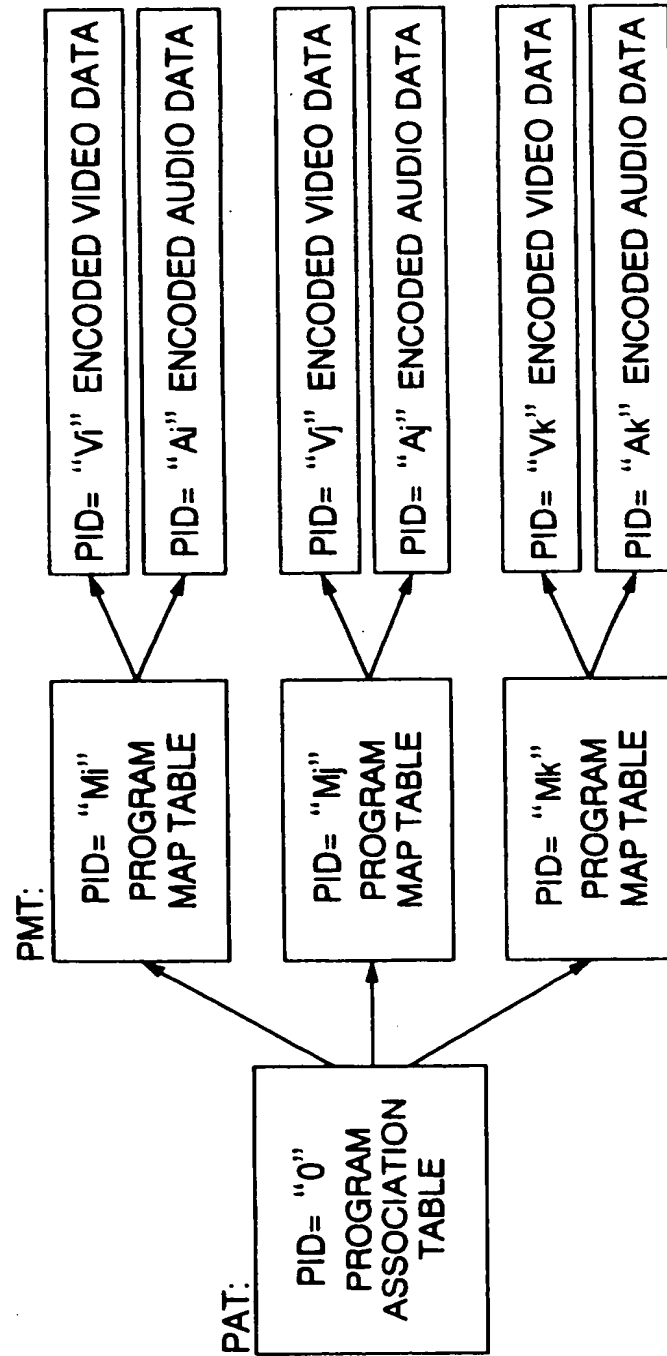 PAT:
PID= “0”
PROGRAM
ASSOCIATION
TABLE
PMT:
PID= “Mi”
PROGRAM
MAP TABLE
PID= “Mj”
PROGRAM
MAP TABLE
PID= “Mk”
PROGRAM
MAP TABLE
PID= “Vi” ENCODED VIDEO DATA
PID= “Ai” ENCODED AUDIO DATA
PID= “Vj” ENCODED VIDEO DATA
PID= “Aj” ENCODED AUDIO DATA
PID= “Vk” ENCODED VIDEO DATA
PID= “Ak” ENCODED AUDIO DATA